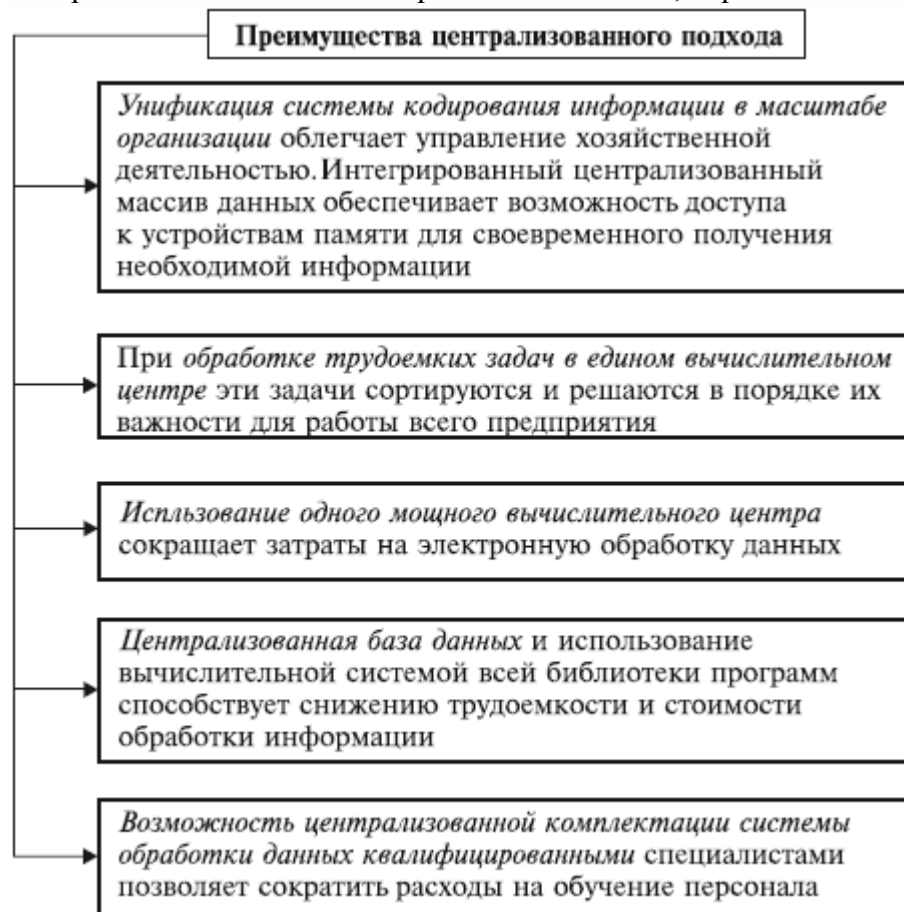 Преимущества централизованного подхода
Унификация системы кодирования информации в масштабе
организации облегчает управление хозяйственной
деятельностью. Интегрированный централизованный
массив данных обеспечивает возможность доступа
к устройствам памяти для своевременного получения
необходимой информации
При обработке трудоемких задач в едином вычислительном
центре эти задачи сортируются и решаются в порядке их
важности для работы всего предприятия
Испльзование одного мощного вычислительного центра
сокращает затраты на электронную обработку данных
Централизованная база данных и использование
вычислительной системой всей библиотеки программ
способствует снижению трудоемкости и стоимости
обработки информации
Возможность централизованной комплектации системы
обработки данных квалифицированными специалистами
позволяет сократить расходы на обучение персонала